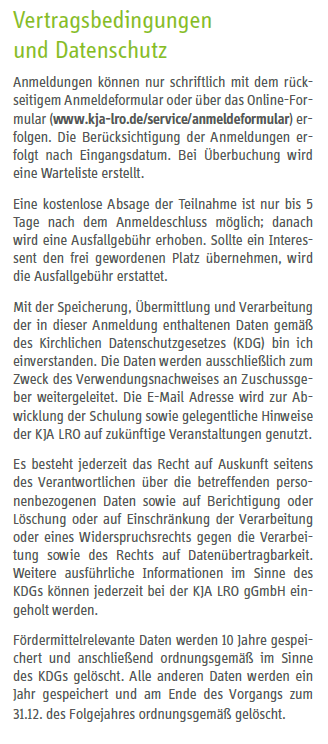 Vertragsbedingungen
und Datenschutz
Anmeldungen können nur schriftlich mit dem rück-
seitigem Anmeldeformular oder über das Online-For-
mular (www.kja-lro.de/service/anmeldeformular) er-
folgen. Die Berücksichtigung der Anmeldungen er-
folgt nach Eingangsdatum. Bei Überbuchung wird
eine Warteliste erstellt.
Eine kostenlose Absage der Teilnahme ist nur bis 5
Tage nach dem Anmeldeschluss möglich; danach
wird eine Ausfallgebühr erhoben. Sollte ein Interes-
sent den frei gewordenen Platz übernehmen, wird
die Ausfallgebühr erstattet.
Mit der Speicherung, Übermittlung und Verarbeitung
der in dieser Anmeldung enthaltenen Daten gemäß
des Kirchlichen Datenschutzgesetzes (KDG) bin ich
einverstanden. Die Daten werden ausschließlich zum
Zweck des Verwendungsnachweises an Zuschussge-
ber weitergeleitet. Die E-Mail Adresse wird zur Ab-
wicklung der Schulung sowie gelegentliche Hinweise
der KJA LRO auf zukünftige Veranstaltungen genutzt.
Es besteht jederzeit das Recht auf Auskunft seitens
des Verantwortlichen über die betreffenden perso-
nenbezogenen Daten sowie auf Berichtigung oder
Löschung oder auf Einschränkung der Verarbeitung
oder eines Widerspruchsrechts gegen die Verarbei-
tung sowie des Rechts auf Datenübertragbarkeit.
Weitere ausführliche Informationen im Sinne des
KDGs können jederzeit bei der KJA LRO gGmbH ein-
geholt werden.
Fördermittelrelevante Daten werden 10 Jahre gespei-
chert und anschließend ordnungsgemäß im Sinne
des KDGs gelöscht. Alle anderen Daten werden ein
Jahr gespeichert und am Ende des Vorgangs zum
31.12. des Folgejahres ordnungsgemäß gelöscht.